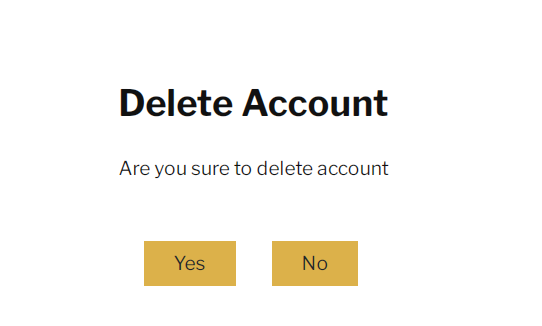 Delete Account
Are you sure to delete account
Yes No